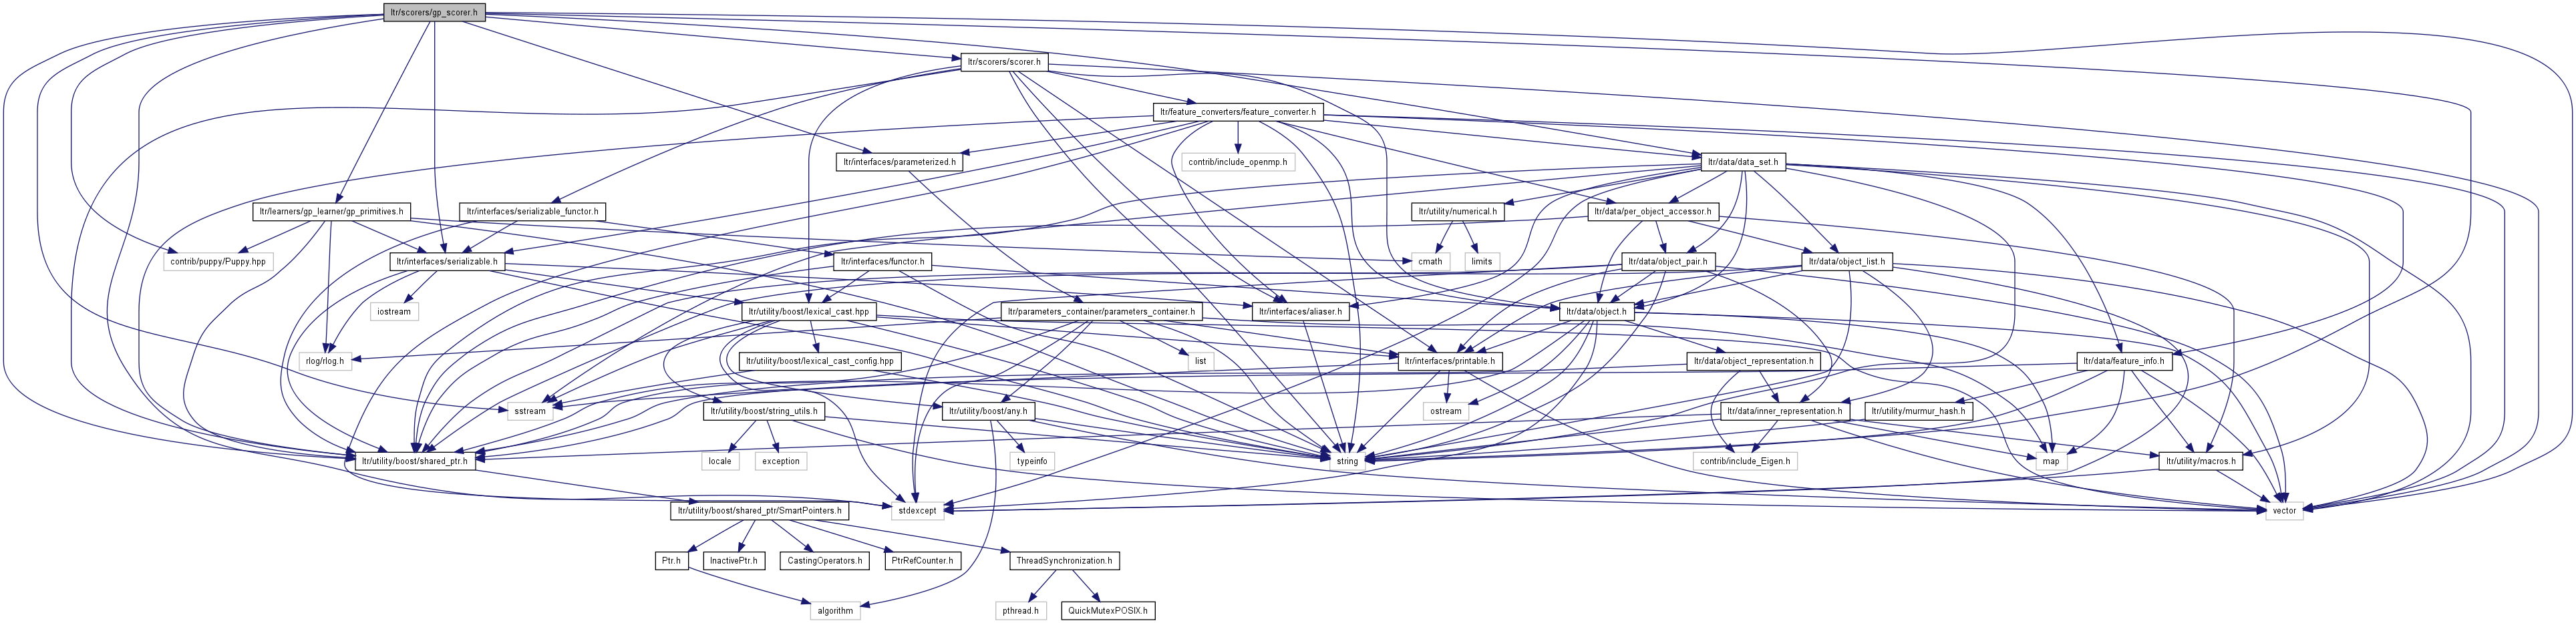 ltr/scorers/gp_scorer.h
ltr/scorers/scorer.h
ltr/feature_converters/feature_converter.h
ltr/interfaces/parameterized.h
contrib/include_openmp.h
ltr/data/data_set.h
ltr/learners/gp_learner/gp_primitives.h
ltr/interfaces/serializable_functor.h
ltr/utility/numerical.h
ltr/data/per_object_accessor.h
contrib/puppy/Puppy.hpp
ltr/interfaces/serializable.h
ltr/interfaces/functor.h
cmath
limits
ltr/data/object_pair.h
ltr/data/object_list.h
iostream
ltr/utility/boost/lexical_cast.hpp
ltr/parameters_container/parameters_container.h
ltr/interfaces/aliaser.h
ltr/data/object.h
rlog/rlog.h
ltr/utility/boost/lexical_cast_config.hpp
list
ltr/interfaces/printable.h
ltr/data/object_representation.h
ltr/data/feature_info.h
sstream
ltr/utility/boost/string_utils.h
ltr/utility/boost/any.h
ostream
ltr/data/inner_representation.h
ltr/utility/murmur_hash.h
ltr/utility/boost/shared_ptr.h
locale
exception
typeinfo
string
contrib/include_Eigen.h
map
ltr/utility/macros.h
ltr/utility/boost/shared_ptr/SmartPointers.h
stdexcept
vector
Ptr.h
InactivePtr.h
CastingOperators.h
PtrRefCounter.h
ThreadSynchronization.h
algorithm
pthread.h
QuickMutexPOSIX.h